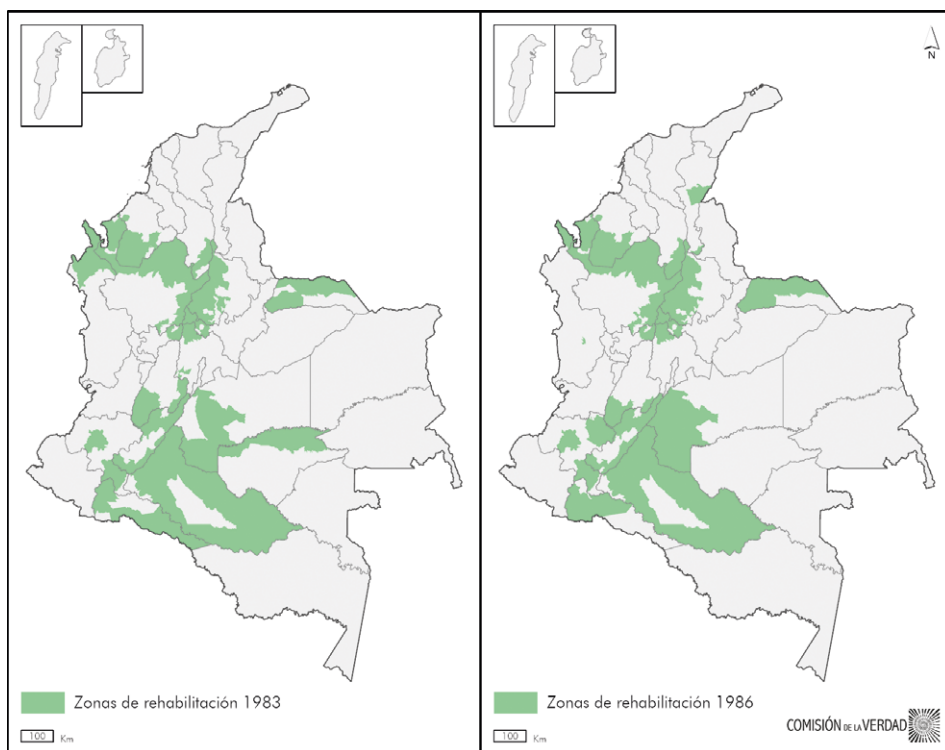 N
Zonas de rehabilitación 1983
100 Km
Zonas de rehabilitación 1986
100 Km
COMISIÓN DE LA VERDAD